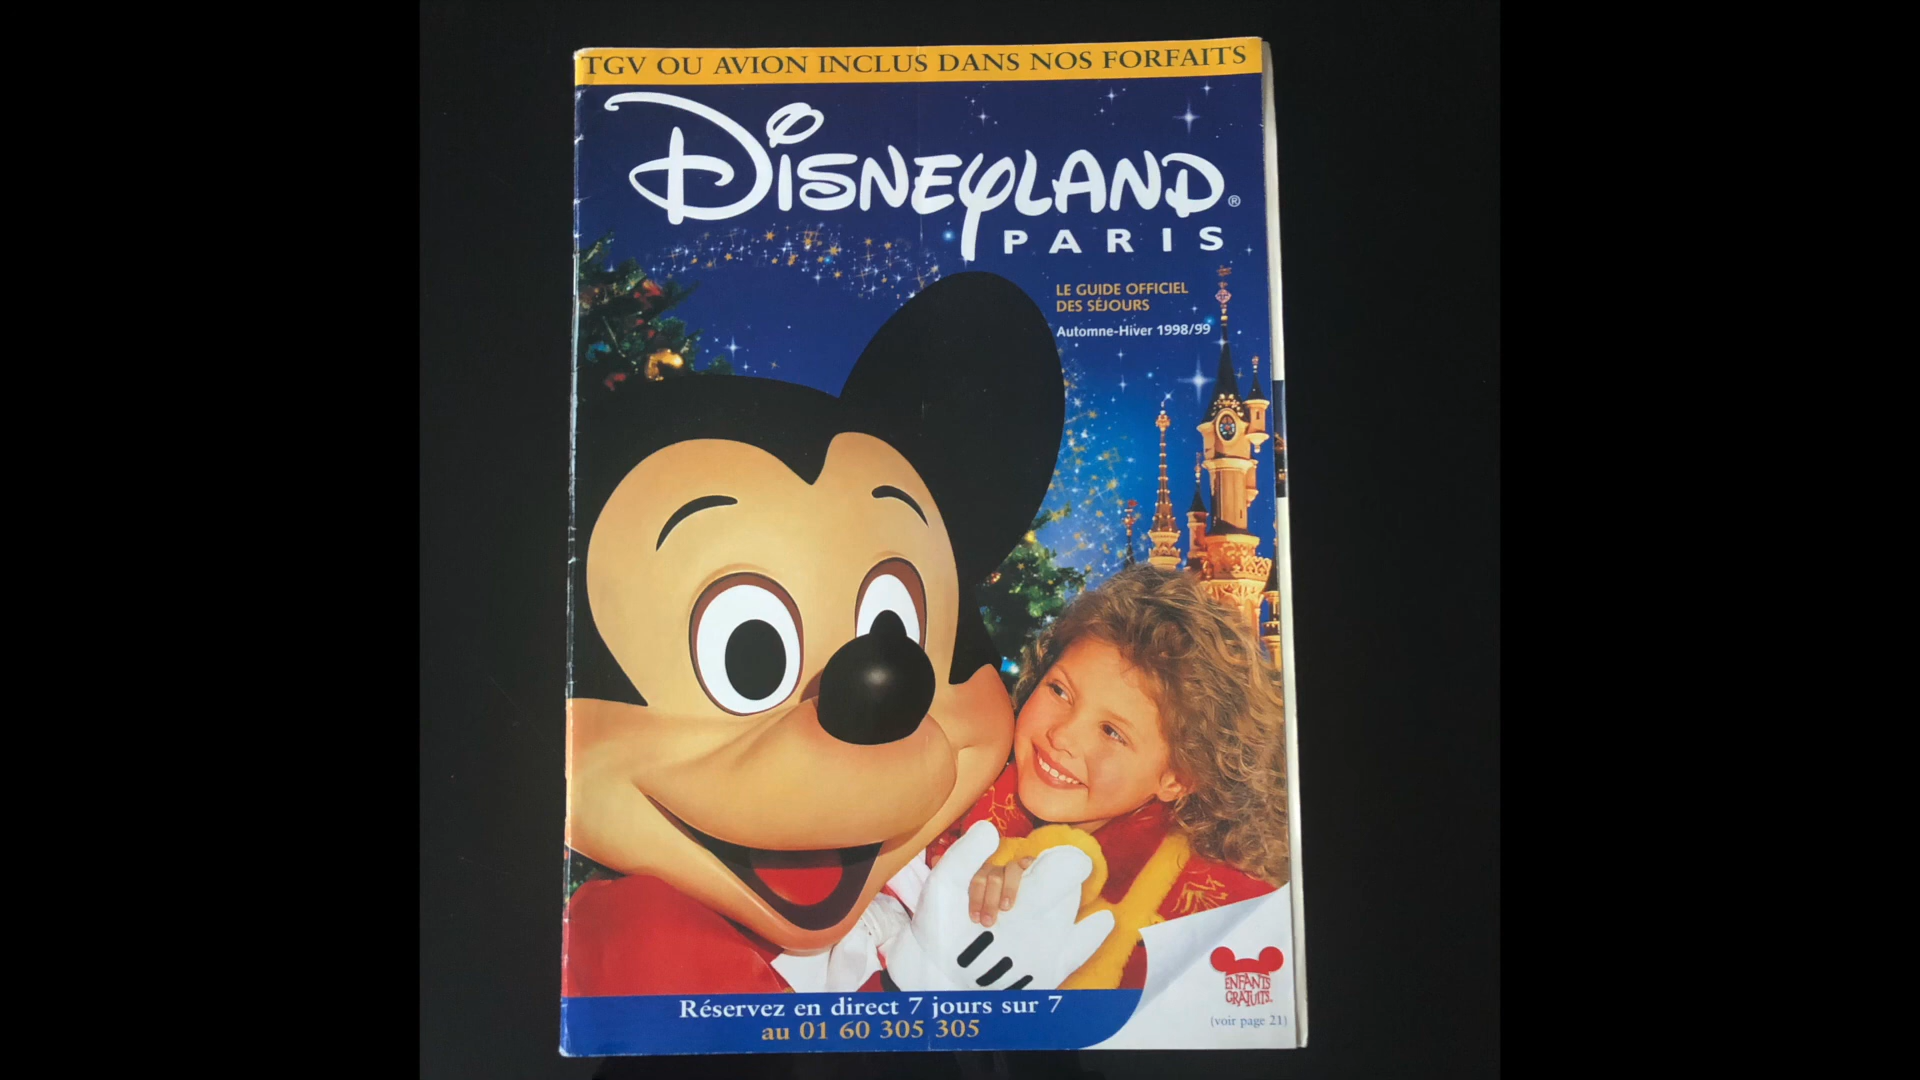 TGV OU AVION INCLUS DANS NOS FORFAITS
DISNEYLAND®
PARIS
LE GUIDE OFFICIEL
DES SÉJOURS
Automne-Hiver 1998/99
ENFANTS
GRATUITS
(voir page 21)
Réservez en direct 7 jours sur 7
au 01 60 305 305